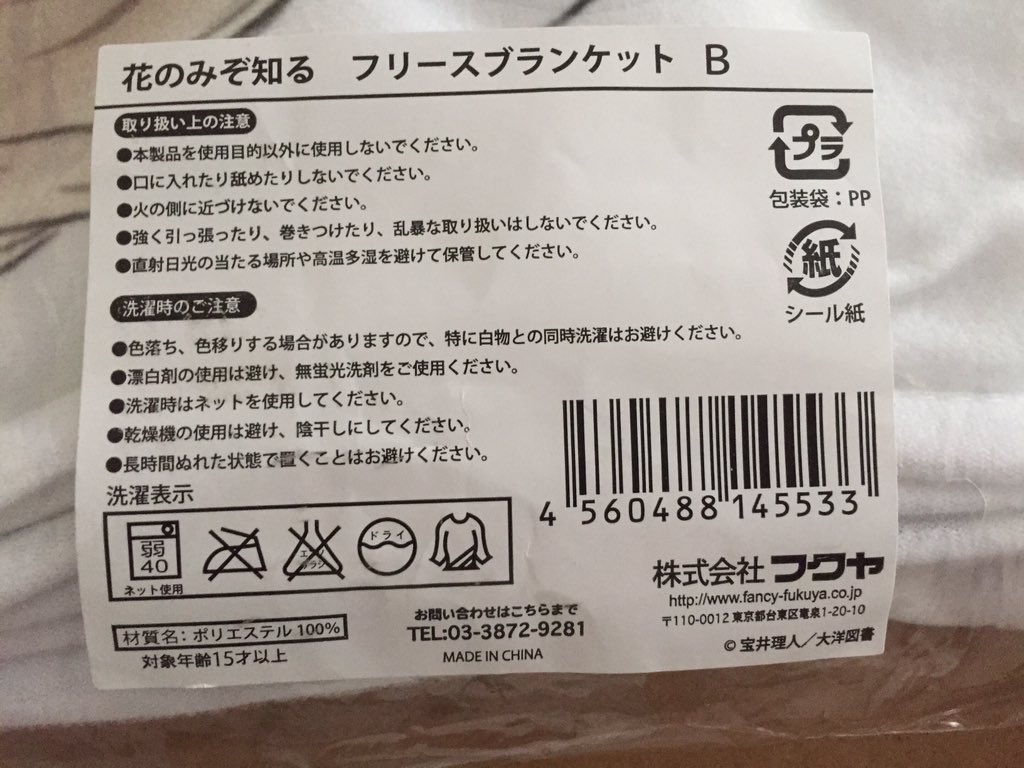 花のみぞ知る　フリースブランケット　B
取り扱い上の注意
●本製品を使用目的以外に使用しないでください。
●口に入れたり舐めたりしないでください。
●火の側に近づけないでください。
●強く引っ張ったり、巻きつけたり、乱暴な取り扱いはしないでください。
●直射日光の当たる場所や高温多湿を避けて保管してください。
プラ
包装袋：PP
紙
シール紙
洗濯時のご注意
●色落ち、色移りする場合がありますので、特に白物との同時洗濯はお避けください。
●漂白剤の使用は避け、無蛍光洗剤をご使用ください。
●洗濯時はネットを使用してください。
●乾燥機の使用は避け、陰干しにしてください。
●長時間ぬれた状態で置くことはお避けください。
洗濯表示
弱
40
ネット使用
エンソ
サラシ
ドライ
4 560488 145533
材質名：ポリエステル 100%
対象年齢15才以上
お問い合わせはこちらまで
TEL:03-3872-9281
MADE IN CHINA
株式会社フクヤ
http://www.fancy-fukuya.co.jp
〒110-0012 東京都台東区竜泉1-20-10
© 宝井理人／大洋図書